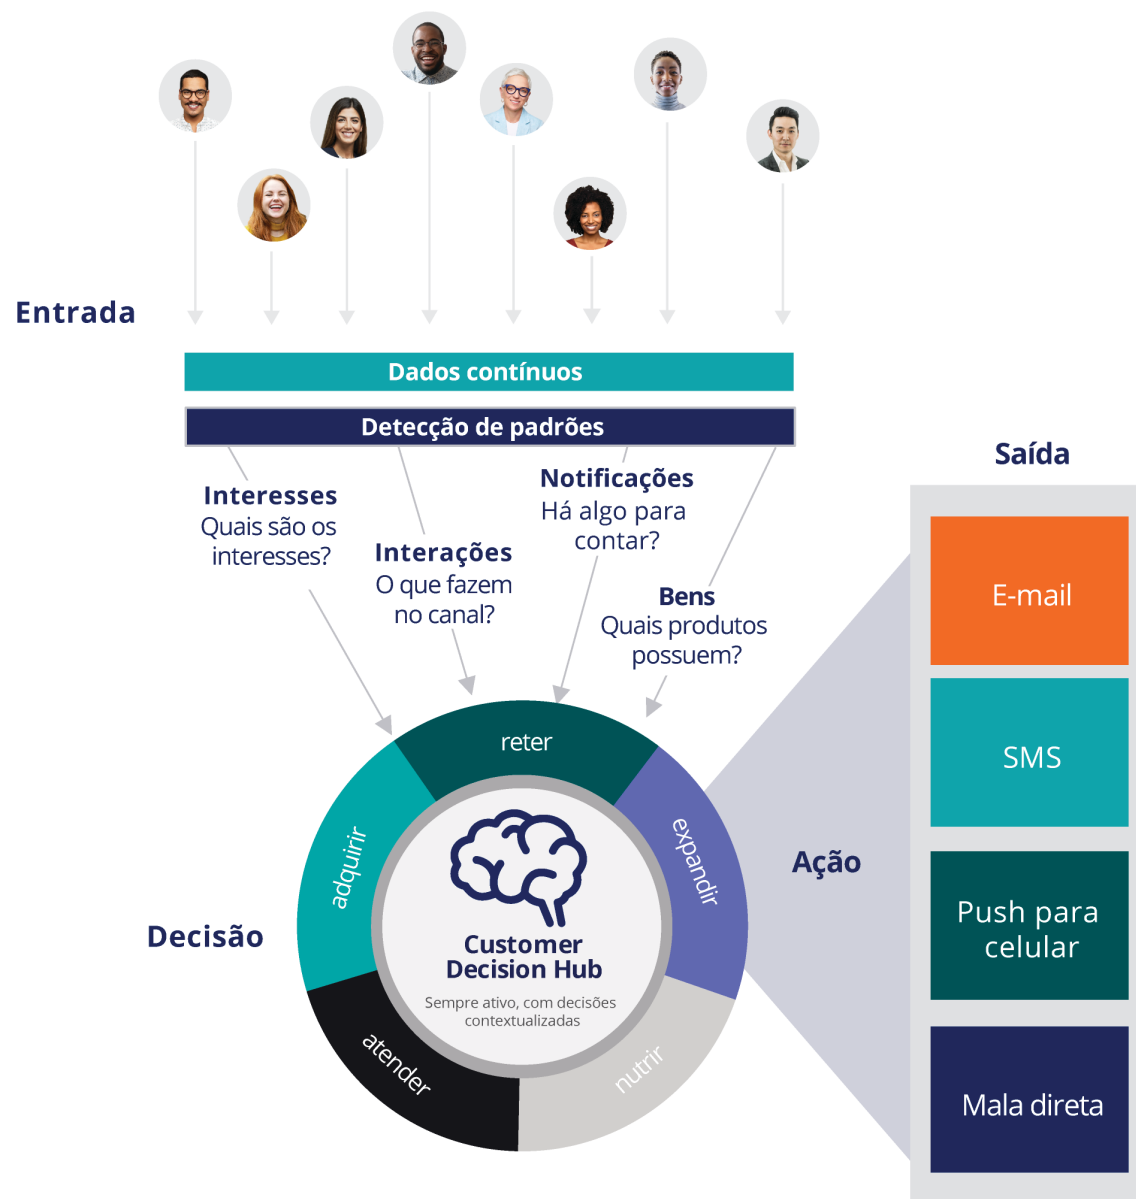 Entrada
Dados contínuos
Detecção de padrões
Interesses
Quais são os
interesses?
Interações
O que fazem
no canal?
Notificações
Há algo para
contar?
Bens
Quais produtos
possuem?
Decisão
reter
adquirir
expandir
atender
nutrir
Customer
Decision Hub
Sempre ativo, com decisões
contextualizadas
Ação
Saída
E-mail
SMS
Push para
celular
Mala direta